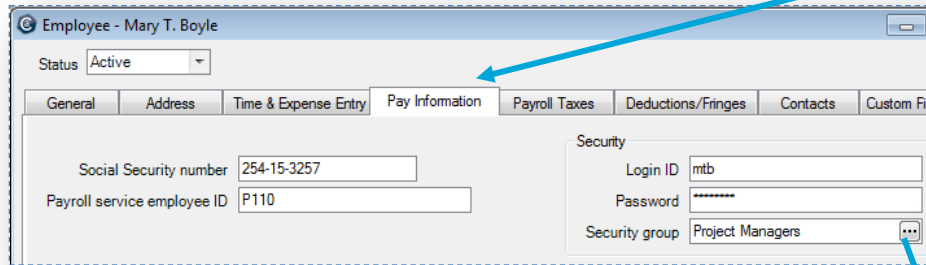 Employee - Mary T. Boyle
Status Active
General Address Time & Expense Entry Pay Information Payroll Taxes Deductions/Fringes Contacts Custom Fi
Security
Social Security number 254-15-3257 Login ID mtb
Payroll service employee ID P110 Password ********
Security group Project Managers ...